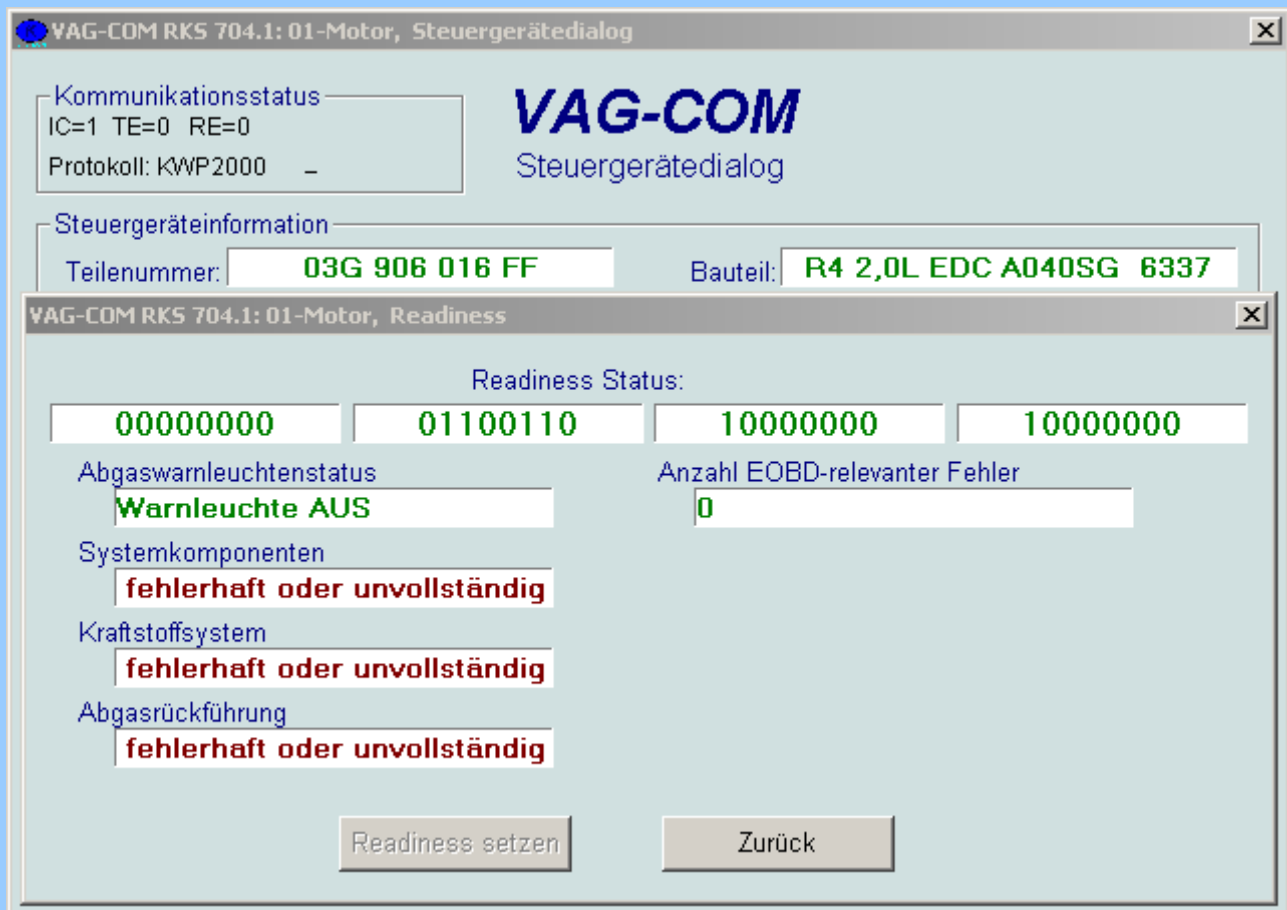 VAG-COM RKS 704.1: 01-Motor, Steuergerätedialog
Kommunikationsstatus
IC=1 TE=0 RE=0
Protokoll: KWP2000 _
VAG-COM
Steuergerätedialog
Steuergeräteinformation
Teilenummer: 03G 906 016 FF Bauteil: R4 2,0L EDC A040SG 6337
VAG-COM RKS 704.1: 01-Motor, Readiness
Readiness Status:
00000000 01100110 10000000 10000000
Abgaswarnleuchtenstatus Anzahl EOBD-relevanter Fehler
Warnleuchte AUS 0
Systemkomponenten
fehlerhaft oder unvollständig
Kraftstoffsystem
fehlerhaft oder unvollständig
Abgasrückführung
fehlerhaft oder unvollständig
Readiness setzen Zurück